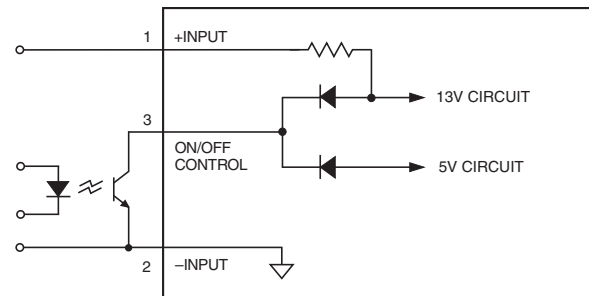 1 +INPUT
13V CIRCUIT
3
ON/OFF
CONTROL
5V CIRCUIT
2 –INPUT